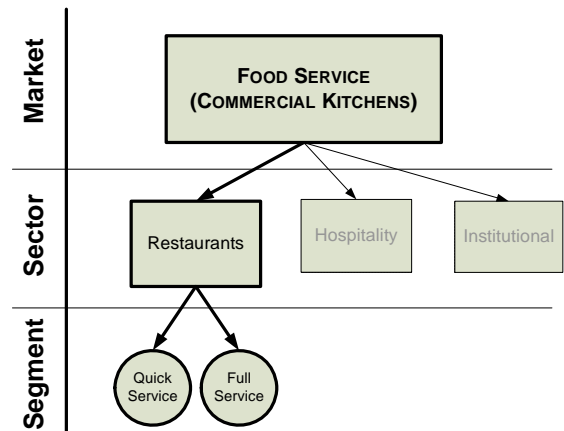 Market
FOOD SERVICE
(COMMERCIAL KITCHENS)
Sector
Restaurants
Hospitality
Institutional
Segment
Quick
Service
Full
Service